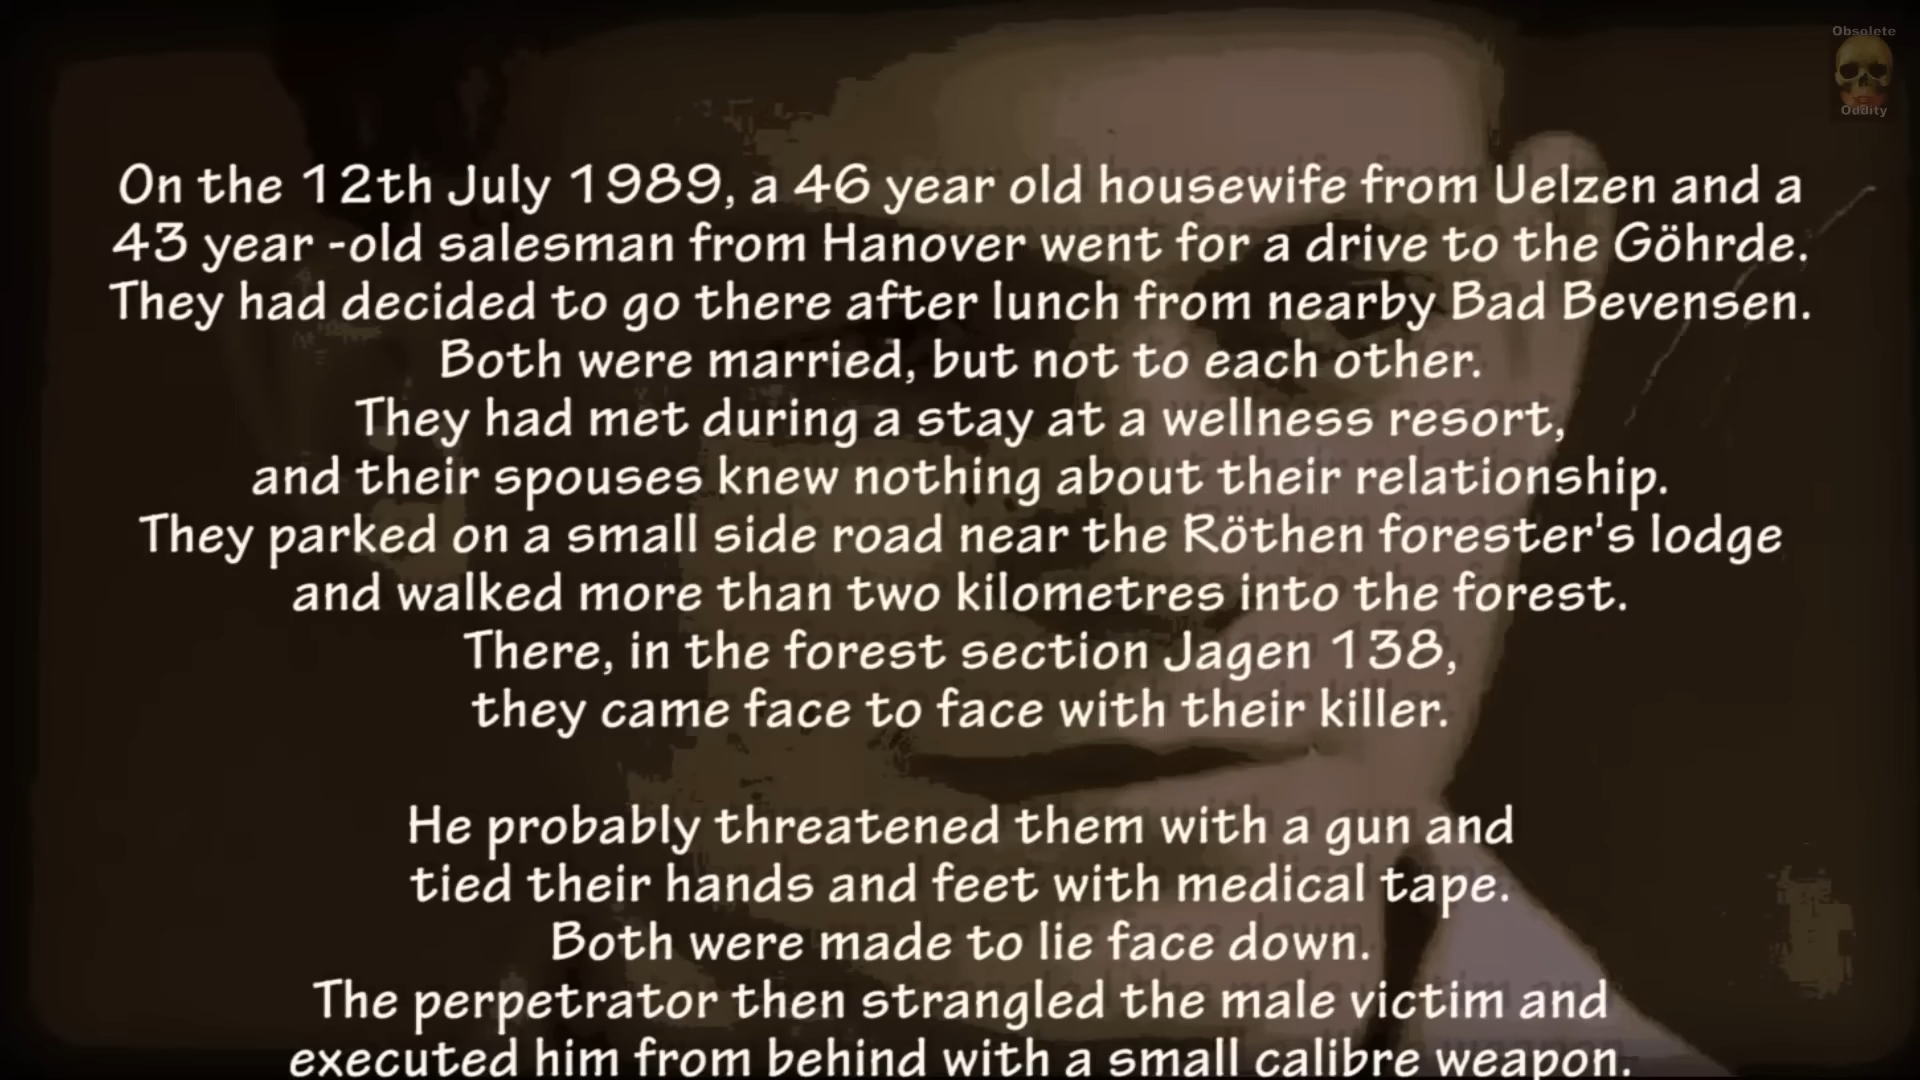 Obsolete
Oddity
On the 12th July 1989, a 46 year old housewife from Uelzen and a
43 year -old salesman from Hanover went for a drive to the Göhrde.
They had decided to go there after lunch from nearby Bad Bevensen.
Both were married, but not to each other.
They had met during a stay at a wellness resort,
and their spouses knew nothing about their relationship.
They parked on a small side road near the Röthen forester's lodge
and walked more than two kilometres into the forest.
There, in the forest section Jagen 138,
they came face to face with their killer.
He probably threatened them with a gun and
tied their hands and feet with medical tape.
Both were made to lie face down.
The perpetrator then strangled the male victim and
executed him from behind with a small calibre weapon.